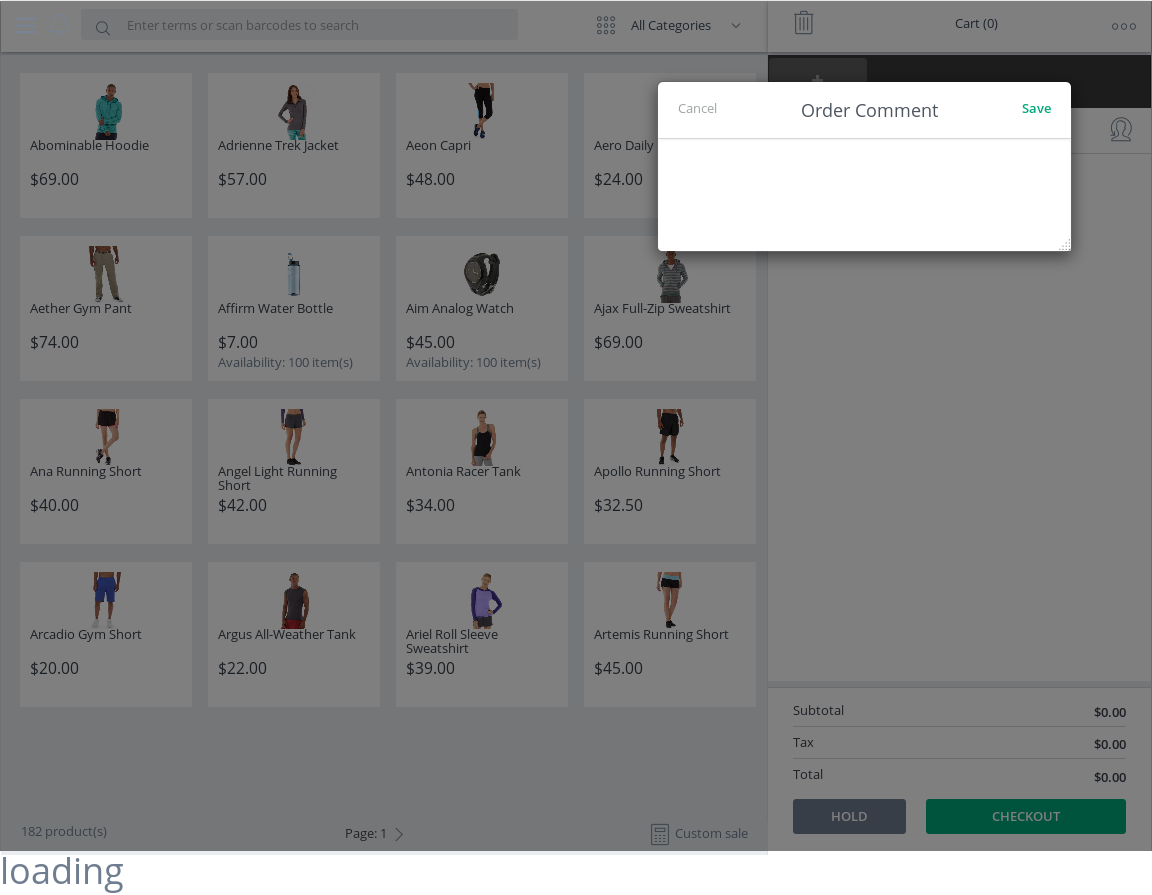 Enter terms or scan barcodes to search
All Categories
Cart (0)
Cancel
Order Comment
Save
Abominable Hoodie
$69.00
Adrienne Trek Jacket
$57.00
Aeon Capri
$48.00
Aero Daily
$24.00
Aether Gym Pant
$74.00
Affirm Water Bottle
$7.00
Availability: 100 item(s)
Aim Analog Watch
$45.00
Availability: 100 item(s)
Ajax Full-Zip Sweatshirt
$69.00
Ana Running Short
$40.00
Angel Light Running
Short
$42.00
Antonia Racer Tank
$34.00
Apollo Running Short
$32.50
Arcadio Gym Short
$20.00
Argus All-Weather Tank
$22.00
Ariel Roll Sleeve
Sweatshirt
$39.00
Artemis Running Short
$45.00
Subtotal $0.00
Tax $0.00
Total $0.00
HOLD
CHECKOUT
182 product(s)
Page: 1
Custom sale
loading